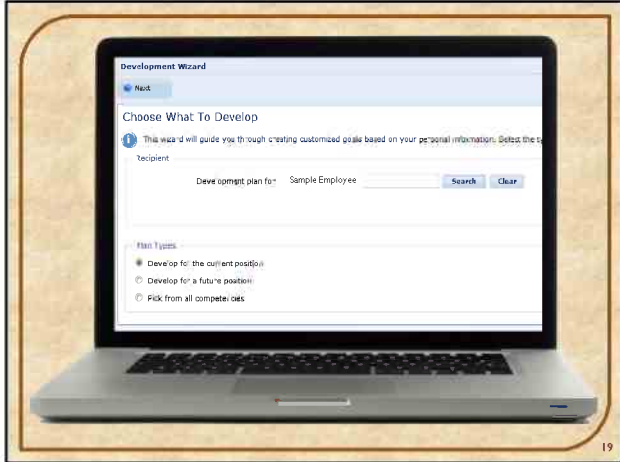 Development Wizard
Next
Choose What To Develop
This wizard will guide you through creating customized goals based on your personal information. Select the ty
Recipient
Development plan for Sample Employee Search Clear
Plan Types
Develop for the current position
Develop for a future position
Pick from all competencies
19